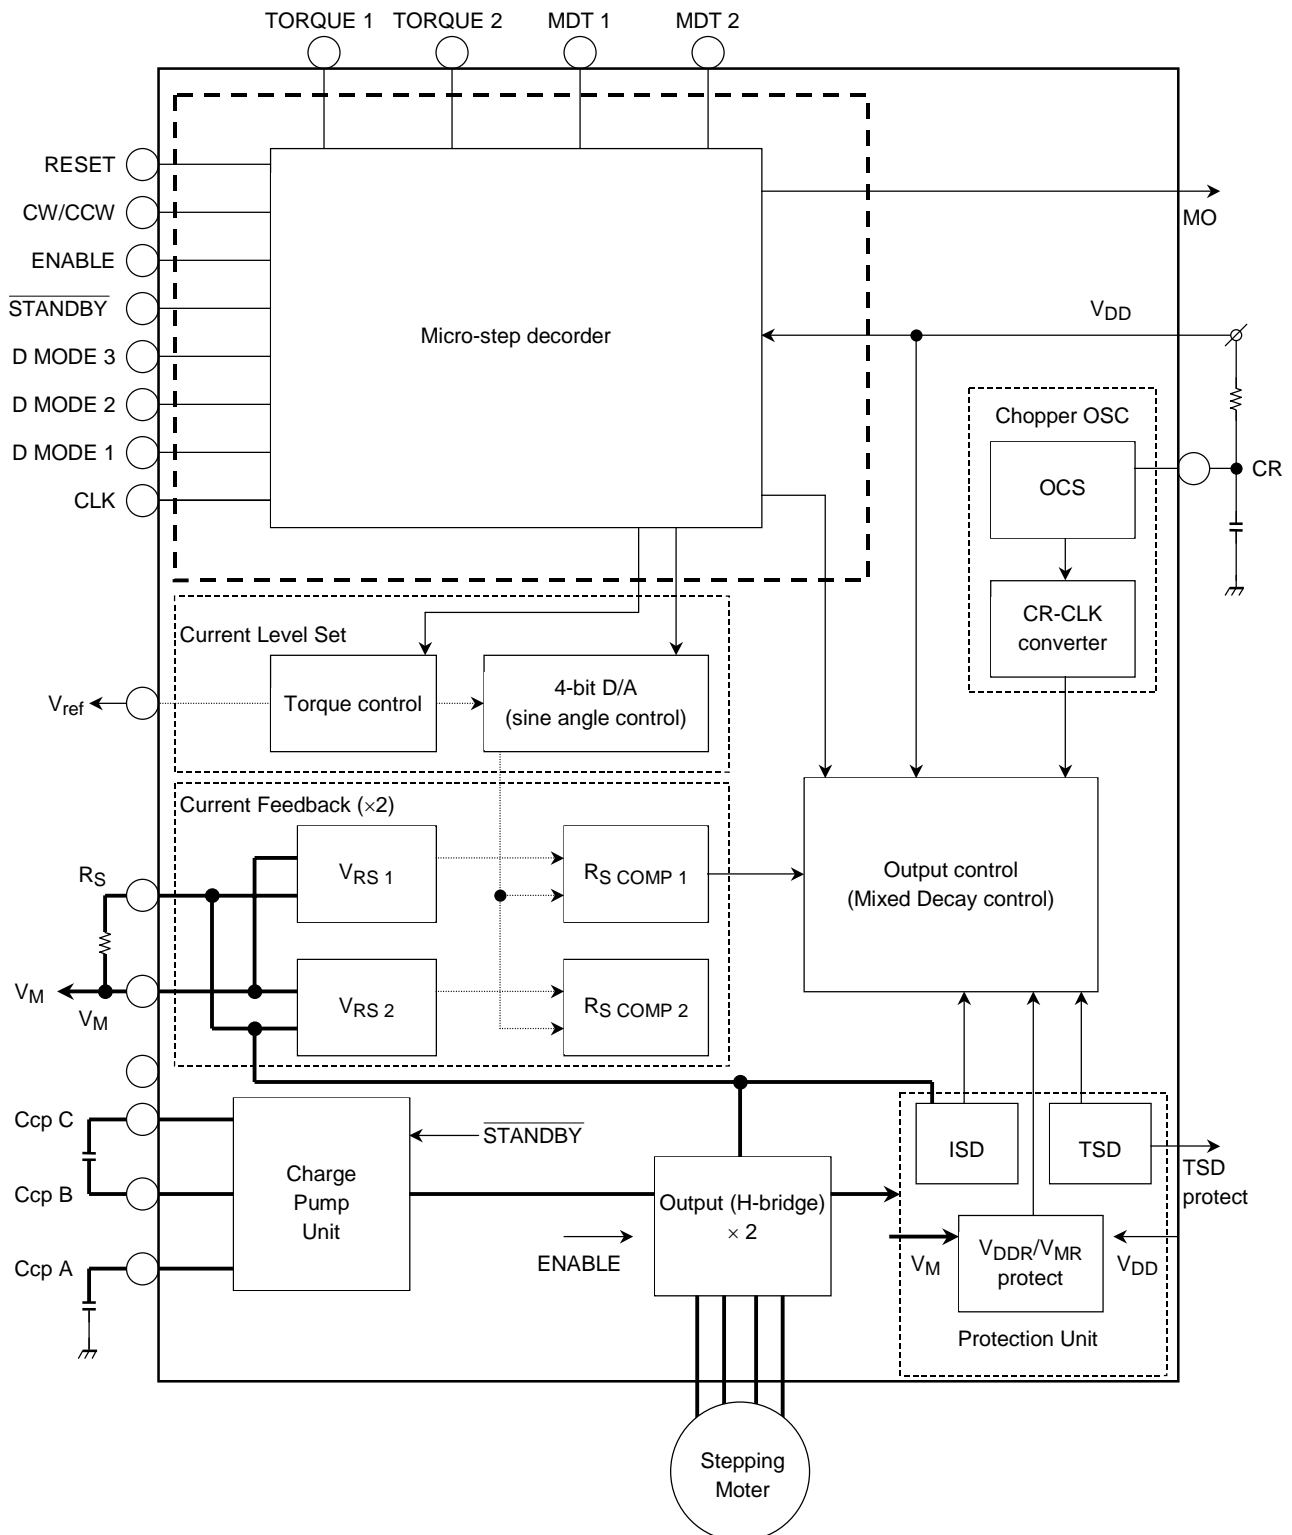 TORQUE 1 TORQUE 2 MDT 1 MDT 2
RESET
CW/CCW
MO
ENABLE
STANDBY
VDD
Micro-step decorder
D MODE 3
D MODE 2
Chopper OSC
D MODE 1
CR
OCS
CLK
CR-CLK
converter
Current Level Set
Vref
Torque control
4-bit D/A
(sine angle control)
Current Feedback (×2)
RS
VRS 1
RS COMP 1
Output control
(Mixed Decay control)
VM
VM
VRS 2
RS COMP 2
Ccp C
STANDBY
ISD
TSD
TSD
protect
Charge
Pump
Unit
Ccp B
Output (H-bridge)
× 2
ENABLE
VM
VDDR/VMR
protect
VDD
Ccp A
Protection Unit
Stepping
Moter